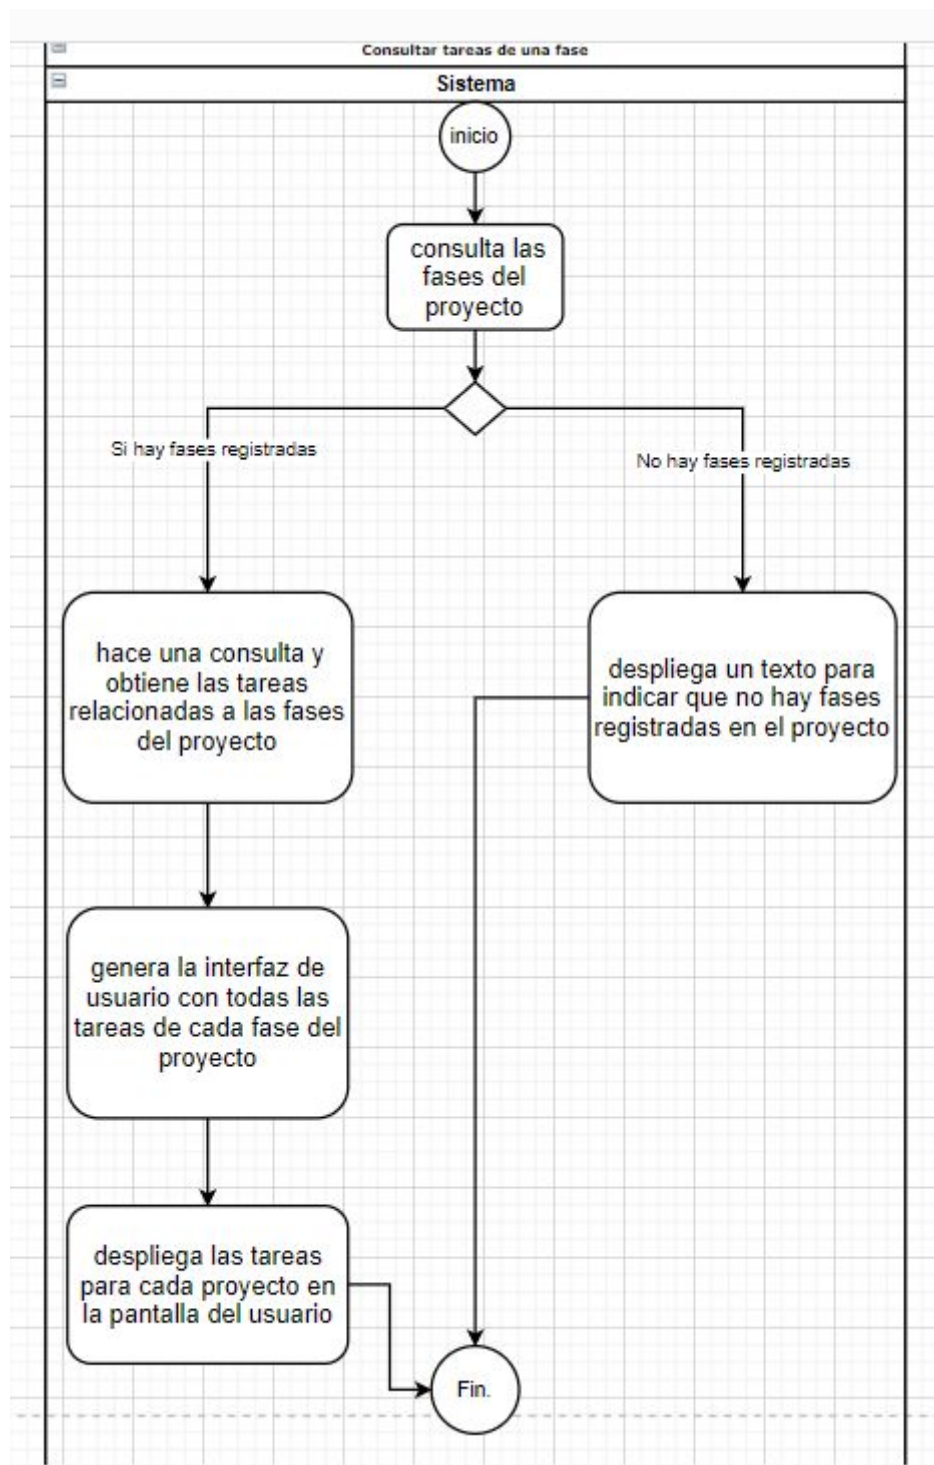 Consultar tareas de una fase
Sistema
inicio
consulta las
fases del
proyecto
Si hay fases registradas
No hay fases registradas
hace una consulta y
obtiene las tareas
relacionadas a las fases
del proyecto
despliega un texto para
indicar que no hay fases
registradas en el proyecto
genera la interfaz de
usuario con todas las
tareas de cada fase del
proyecto
despliega las tareas
para cada proyecto en
la pantalla del usuario
Fin.